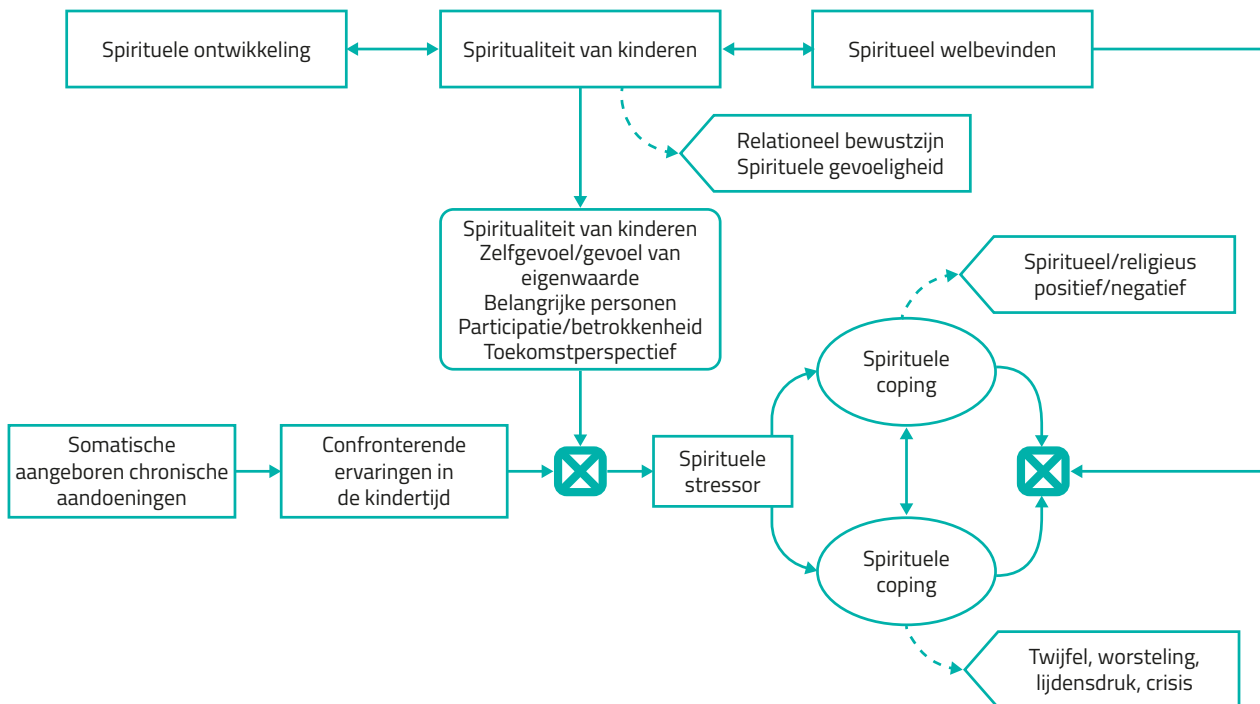 Spirituele ontwikkeling
Spiritualiteit van kinderen
Spiritueel welbevinden
Relationeel bewustzijn
Spirituele gevoeligheid
Spiritualiteit van kinderen
Zelfgevoel/gevoel van
eigenwaarde
Belangrijke personen
Participatie/betrokkenheid
Toekomstperspectief
Spiritueel/religieus
positief/negatief
Spirituele
coping
Somatische
aangeboren chronische
aandoeningen
Confronterende
ervaringen in
de kindertijd
Spirituele
stressor
Spirituele
coping
Twijfel, worsteling,
lijdensdruk, crisis